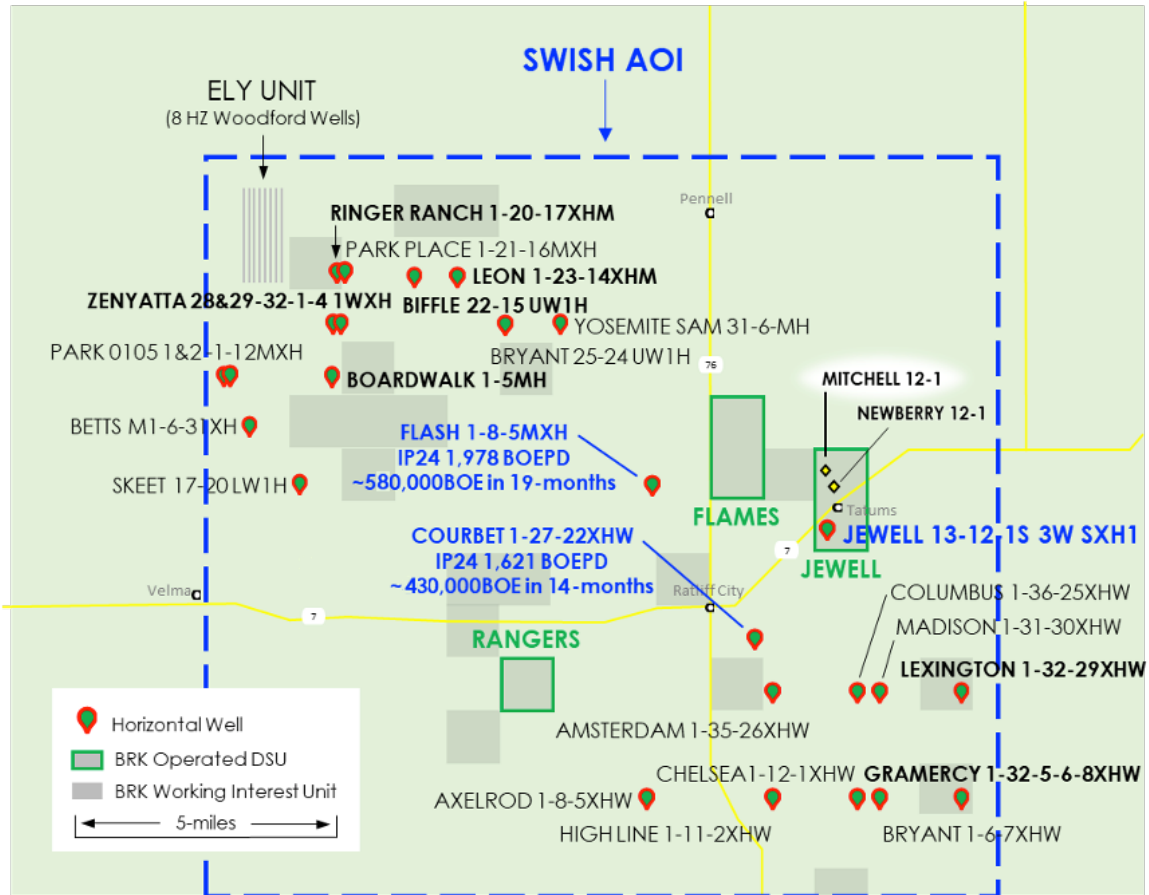 SWISH AOI
ELY UNIT
(8 HZ Woodford Wells)
Pennell
RINGER RANCH 1-20-17XHM
PARK PLACE 1-21-16MXH
LEON 1-23-14XHM
ZENYATTA 28&29-32-1-4 1WXH
BIFFLE 22-15 UW1H
YOSEMITE SAM 31-6-MH
PARK 0105 1&2-1-12MXH
BRYANT 25-24 UW1H
76
BOARDWALK 1-5MH
MITCHELL 12-1
NEWBERRY 12-1
BETTS M1-6-31XH
FLASH 1-8-5MXH
IP24 1,978 BOEPD
~580,000BOE in 19-months
SKEET 17-20 LW1H
FLAMES
Tatums
JEWELL 13-12-1S 3W SXH1
COURBET 1-27-22XHW
IP24 1,621 BOEPD
~430,000BOE in 14-months
7
JEWELL
Velma
Ratliff City
COLUMBUS 1-36-25XHW
7
MADISON 1-31-30XHW
RANGERS
LEXINGTON 1-32-29XHW
AMSTERDAM 1-35-26XHW
Horizontal Well
BRK Operated DSU
BRK Working Interest Unit
5-miles
CHELSEA1-12-1XHW
GRAMERCY 1-32-5-6-8XHW
AXELROD 1-8-5XHW
HIGH LINE 1-11-2XHW
BRYANT 1-6-7XHW